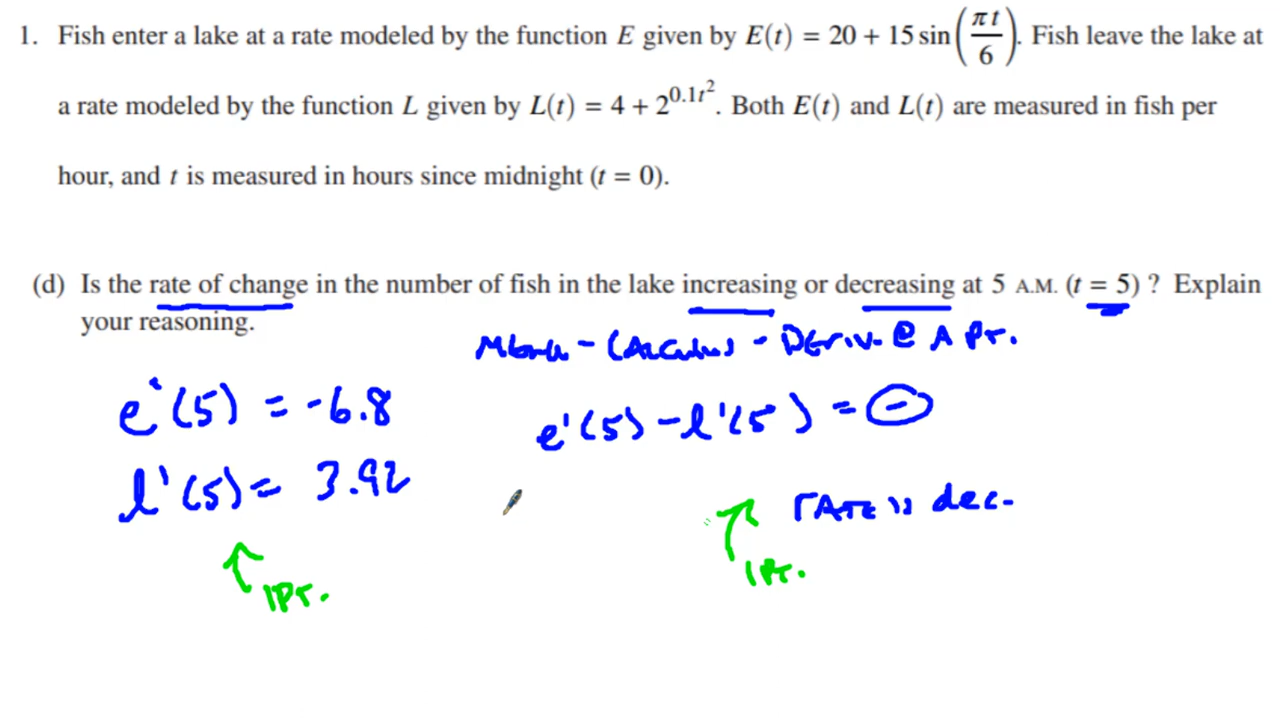 1. Fish enter a lake at a rate modeled by the function E given by E(t) = 20 + 15 sin(πt/6). Fish leave the lake at
a rate modeled by the function L given by L(t) = 4 + 2^(0.1t²). Both E(t) and L(t) are measured in fish per
hour, and t is measured in hours since midnight (t = 0).
(d) Is the rate of change in the number of fish in the lake increasing or decreasing at 5 A.M. (t = 5) ? Explain
your reasoning.
- Deriv. @ A Pt.
e'(5) = -6.8
e'(5) - l'(5) = -
l'(5) = 3.92
RATE is dec.
1Pt.
1Pt.